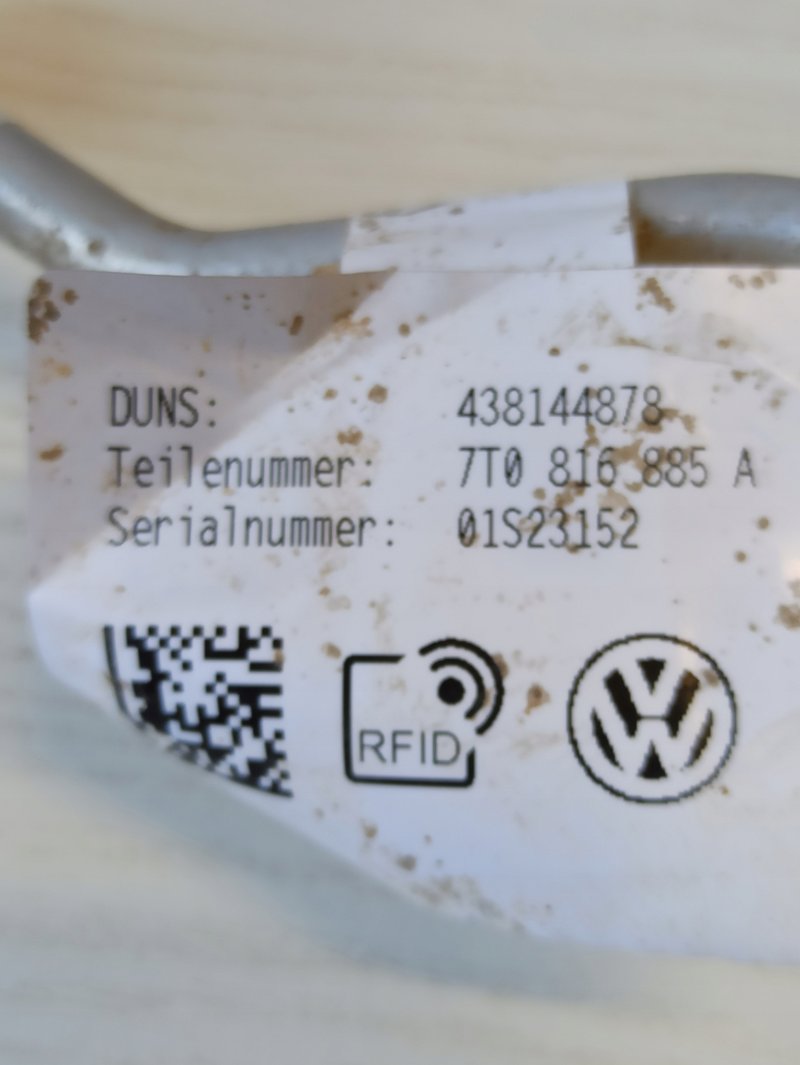 DUNS: 438144878
Teilenummer: 7T0 816 885 A
Serialnummer: 01S23152
RFID